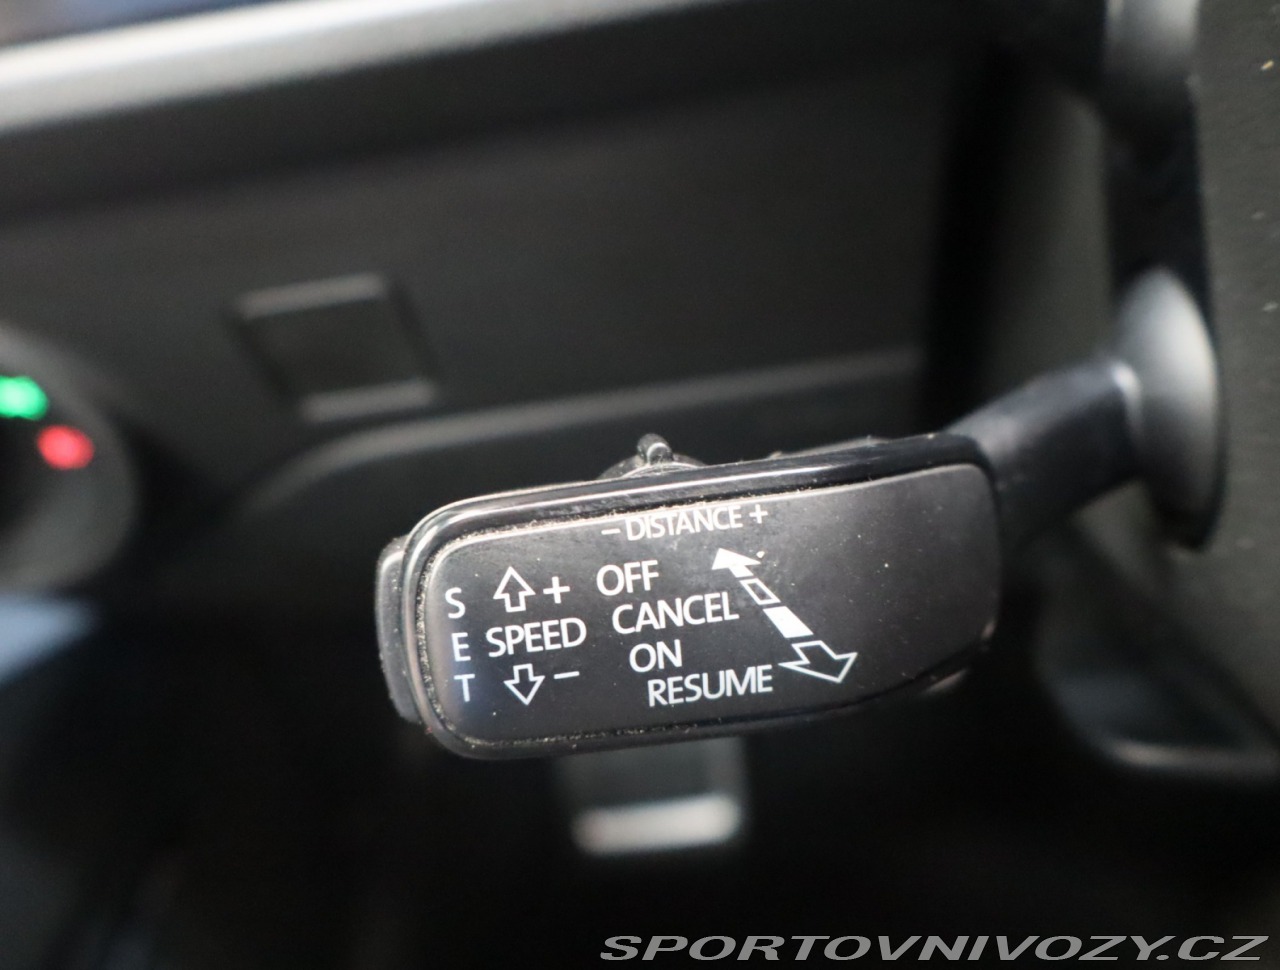 − DISTANCE +
S + OFF
E SPEED CANCEL
T − ON
RESUME
SPORTOVNIVOZY.CZ